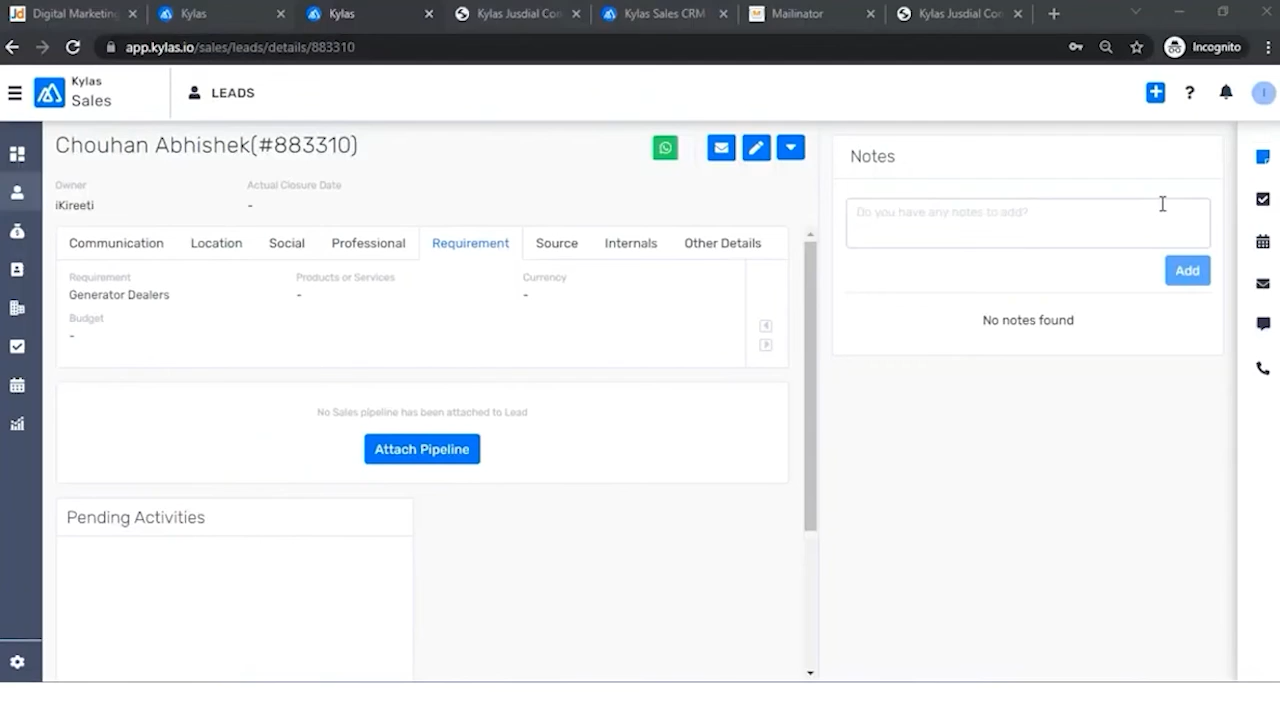 Digital Marketing
Kylas
Kylas
Kylas Jusdial Con
Kylas Sales CRM
Mailinator
Kylas Jusdial Con
app.kylas.io/sales/leads/details/883310
Incognito
Kylas
Sales
LEADS
Chouhan Abhishek(#883310)
Owner
Actual Closure Date
iKireeti
-
Communication
Location
Social
Professional
Requirement
Source
Internals
Other Details
Requirement
Products or Services
Currency
Generator Dealers
-
-
Budget
-
No Sales pipeline has been attached to Lead
Attach Pipeline
Pending Activities
Notes
Do you have any notes to add?
Add
No notes found